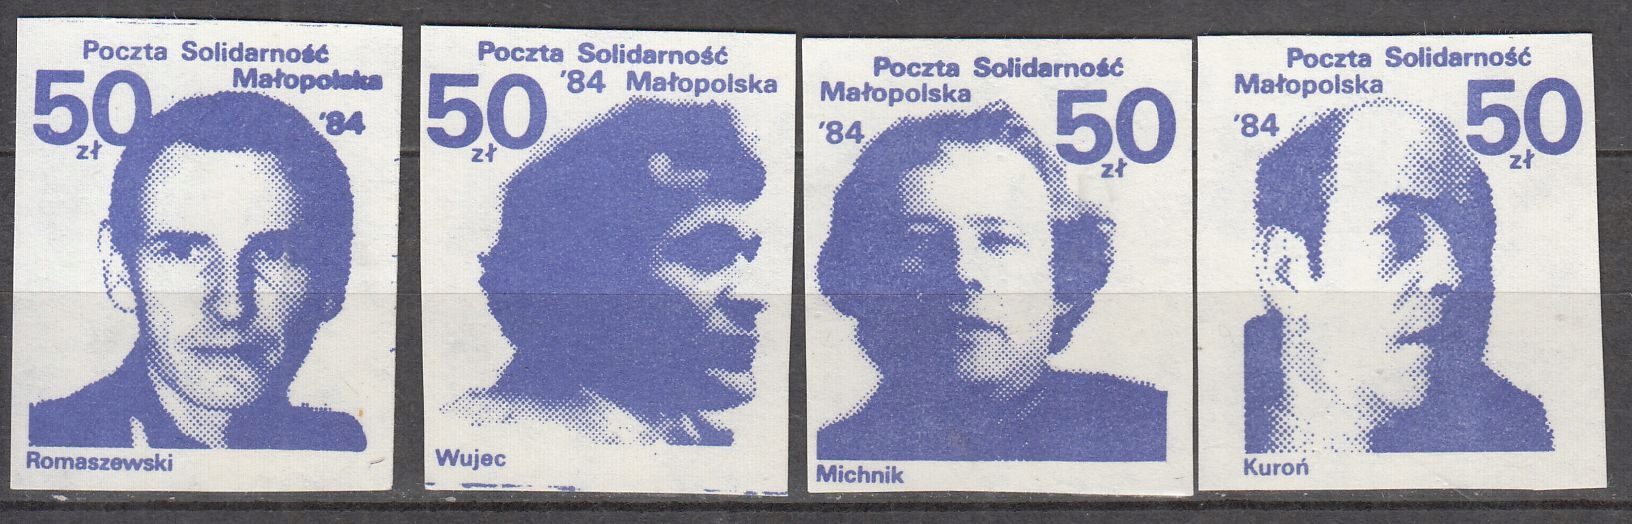 Poczta Solidarność
Małopolska
50
zł
'84
Romaszewski
Poczta Solidarność
'84 Małopolska
50
zł
Wujec
Poczta Solidarność
Małopolska
'84
50
zł
Michnik
Poczta Solidarność
Małopolska
'84
50
zł
Kuroń